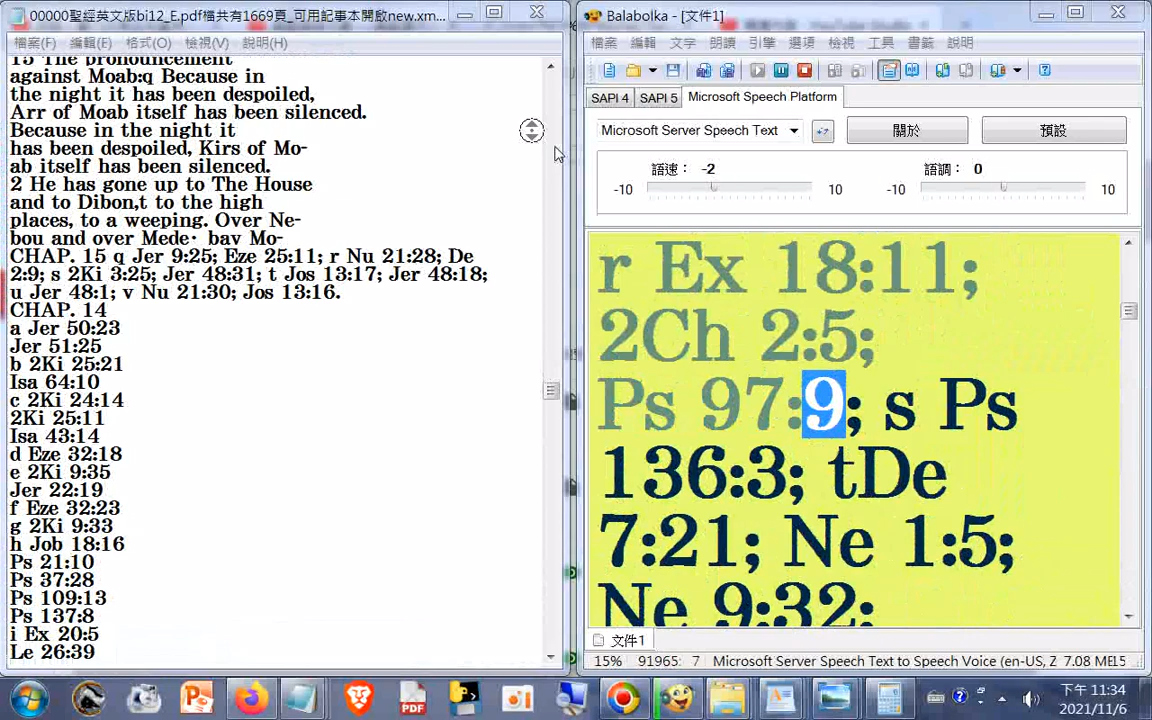 00000聖經英文版bi12_E.pdf檔共有1669頁_可用記事本開啟new.xm...
檔案(F) 編輯(E) 格式(O) 檢視(V) 說明(H)
15 The pronouncement
against Moab:q Because in
the night it has been despoiled,
Arr of Moab itself has been silenced.
Because in the night it
has been despoiled, Kirs of Mo-
ab itself has been silenced.
2 He has gone up to The House
and to Dibon,t to the high
places, to a weeping. Over Ne-
bou and over Mede· bav Mo-
CHAP. 15 q Jer 9:25; Eze 25:11; r Nu 21:28; De
2:9; s 2Ki 3:25; Jer 48:31; t Jos 13:17; Jer 48:18;
u Jer 48:1; v Nu 21:30; Jos 13:16.
CHAP. 14
a Jer 50:23
Jer 51:25
b 2Ki 25:21
Isa 64:10
c 2Ki 24:14
2Ki 25:11
Isa 43:14
d Eze 32:18
e 2Ki 9:35
Jer 22:19
f Eze 32:23
g 2Ki 9:33
h Job 18:16
Ps 21:10
Ps 37:28
Ps 109:13
Ps 137:8
i Ex 20:5
Le 26:39
Balabolka - [文件1]
檔案 編輯 文字 朗讀 引擎 選項 檢視 工具 書籤 說明
SAPI 4 SAPI 5 Microsoft Speech Platform
Microsoft Server Speech Text 關於 預設
語速: -2 語調: 0
-10 10 -10 10
r Ex 18:11;
2Ch 2:5;
Ps 97:9; s Ps
136:3; tDe
7:21; Ne 1:5;
Ne 9:32;
文件1
15% 91965: 7 Microsoft Server Speech Text to Speech Voice (en-US, Z 7.08 ME
下午 11:34
2021/11/6